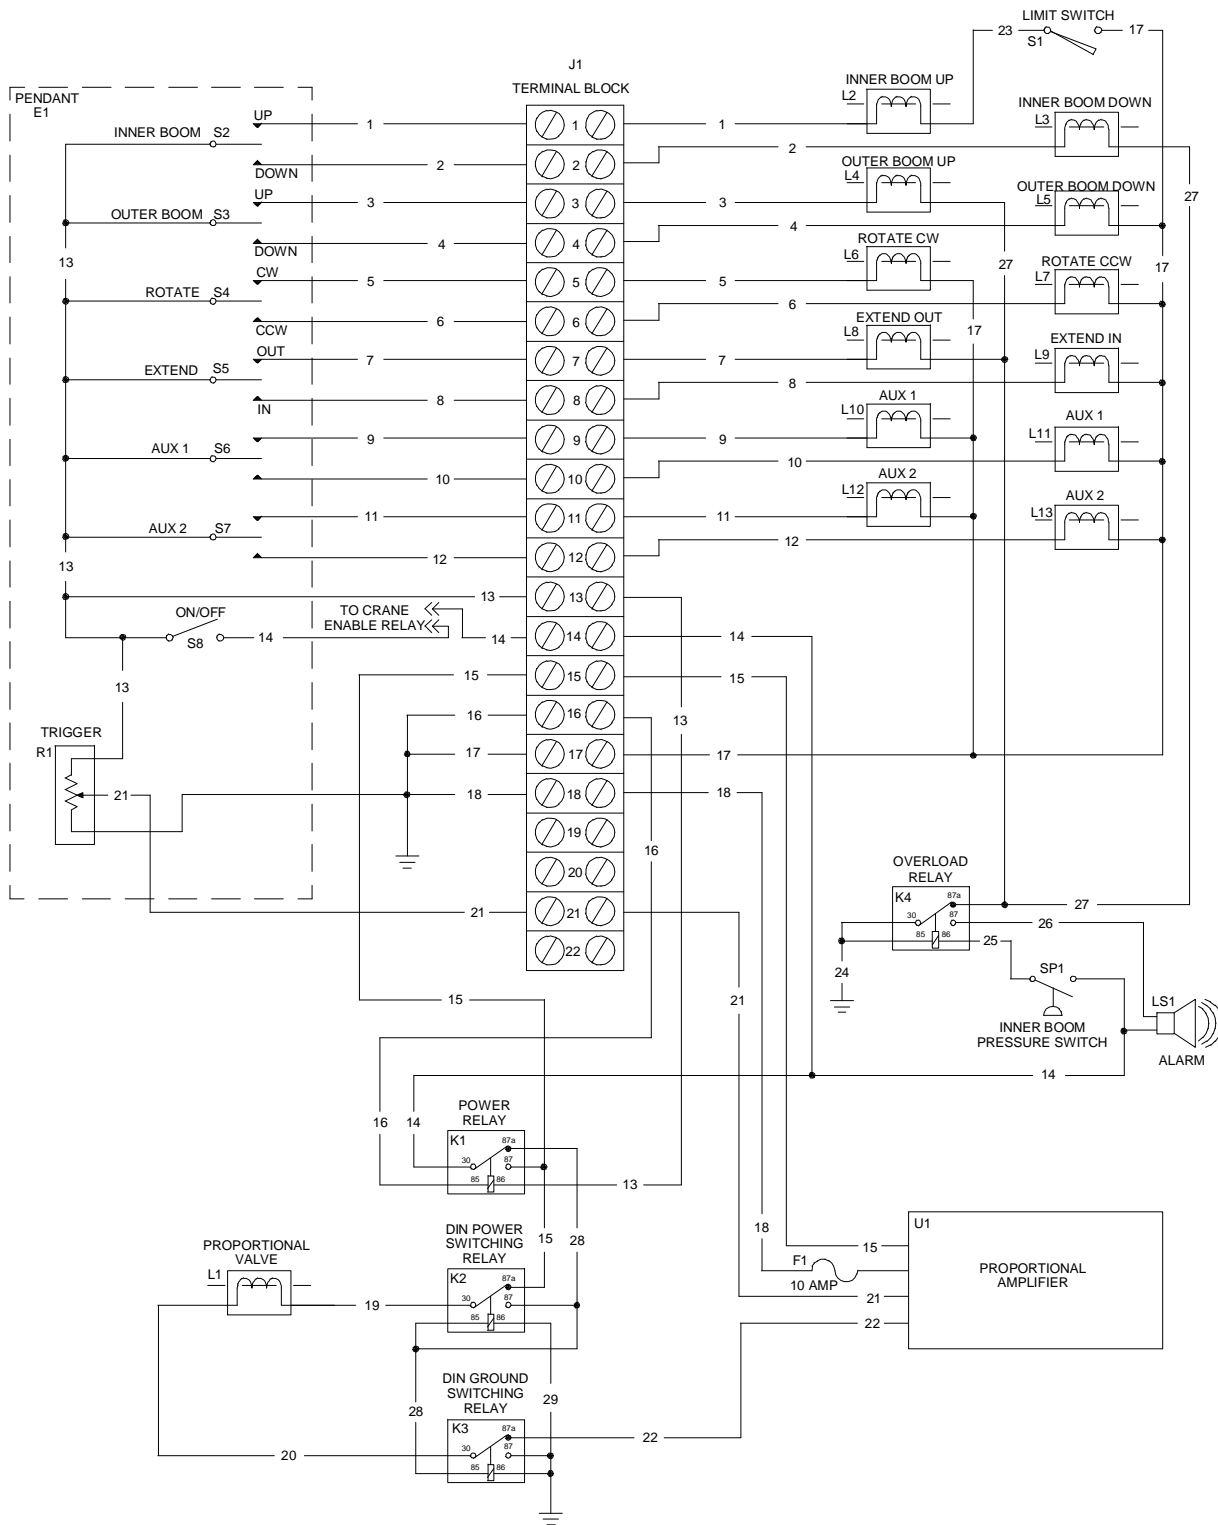 LIMIT SWITCH
23
S1
17
J1
TERMINAL BLOCK
PENDANT
E1
INNER BOOM S2
UP
DOWN
1
2
OUTER BOOM S3
UP
DOWN
3
4
13
ROTATE S4
CW
CCW
5
6
EXTEND S5
OUT
IN
7
8
AUX 1 S6
9
10
AUX 2 S7
11
12
13
13
ON/OFF
S8
14
TO CRANE
ENABLE RELAY
14
13
TRIGGER
R1
21
15
16
17
18
21
1
2
3
4
5
6
7
8
9
10
11
12
13
14
15
16
17
18
19
20
21
22
1
INNER BOOM UP
L2
INNER BOOM DOWN
L3
2
OUTER BOOM UP
L4
OUTER BOOM DOWN
L5
27
3
4
ROTATE CW
L6
27
ROTATE CCW
L7
17
5
6
EXTEND OUT
L8
17
EXTEND IN
L9
7
8
AUX 1
L10
AUX 1
L11
9
10
AUX 2
L12
AUX 2
L13
11
12
14
15
13
17
18
16
OVERLOAD
RELAY
K4
87a
30
87
85
86
27
26
25
24
SP1
INNER BOOM
PRESSURE SWITCH
LS1
ALARM
15
21
14
16
14
POWER
RELAY
K1
87a
30
87
85
86
13
15
28
18
DIN POWER
SWITCHING
RELAY
K2
87a
30
87
85
86
PROPORTIONAL
VALVE
L1
19
15
F1
10 AMP
21
22
U1
PROPORTIONAL
AMPLIFIER
DIN GROUND
SWITCHING
RELAY
K3
87a
30
87
85
86
28
29
22
20